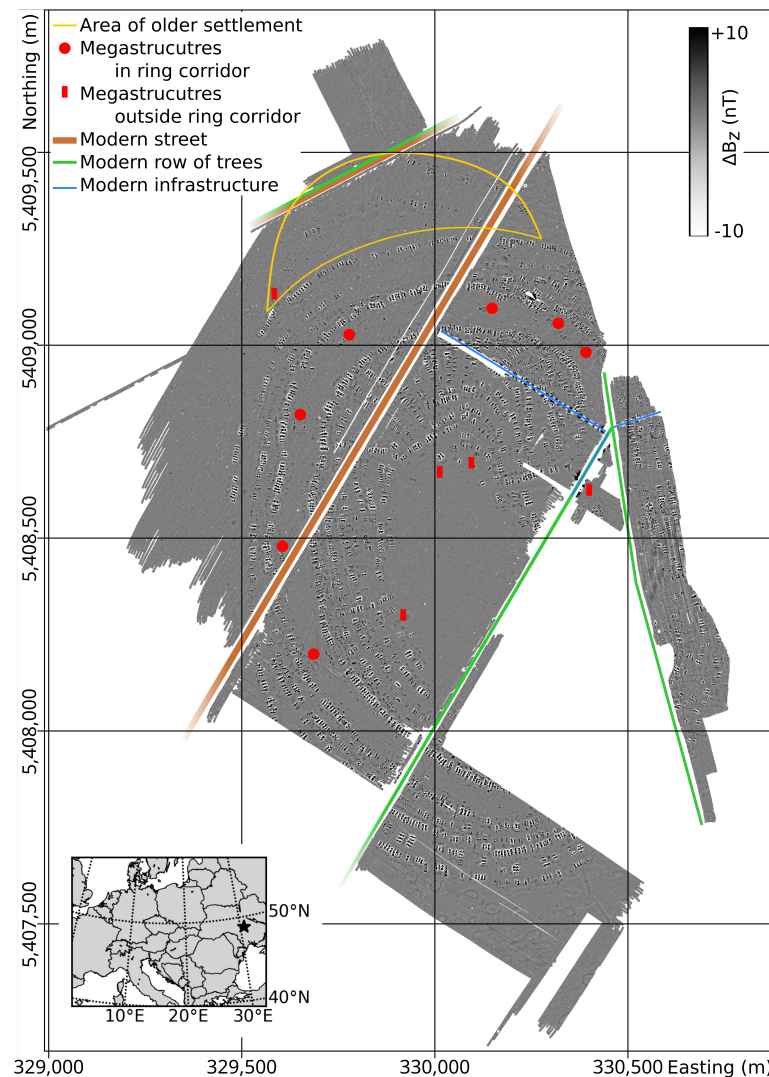 Area of older settlement
Megastrucutres
in ring corridor
Megastrucutres
outside ring corridor
Modern street
Modern row of trees
Modern infrastructure
+10
ΔBz (nT)
-10
Northing (m)
5,409,500
5,409,000
5,408,500
5,408,000
5,407,500
50°N
40°N
10°E
20°E
30°E
329,000
329,500
330,000
330,500
Easting (m)